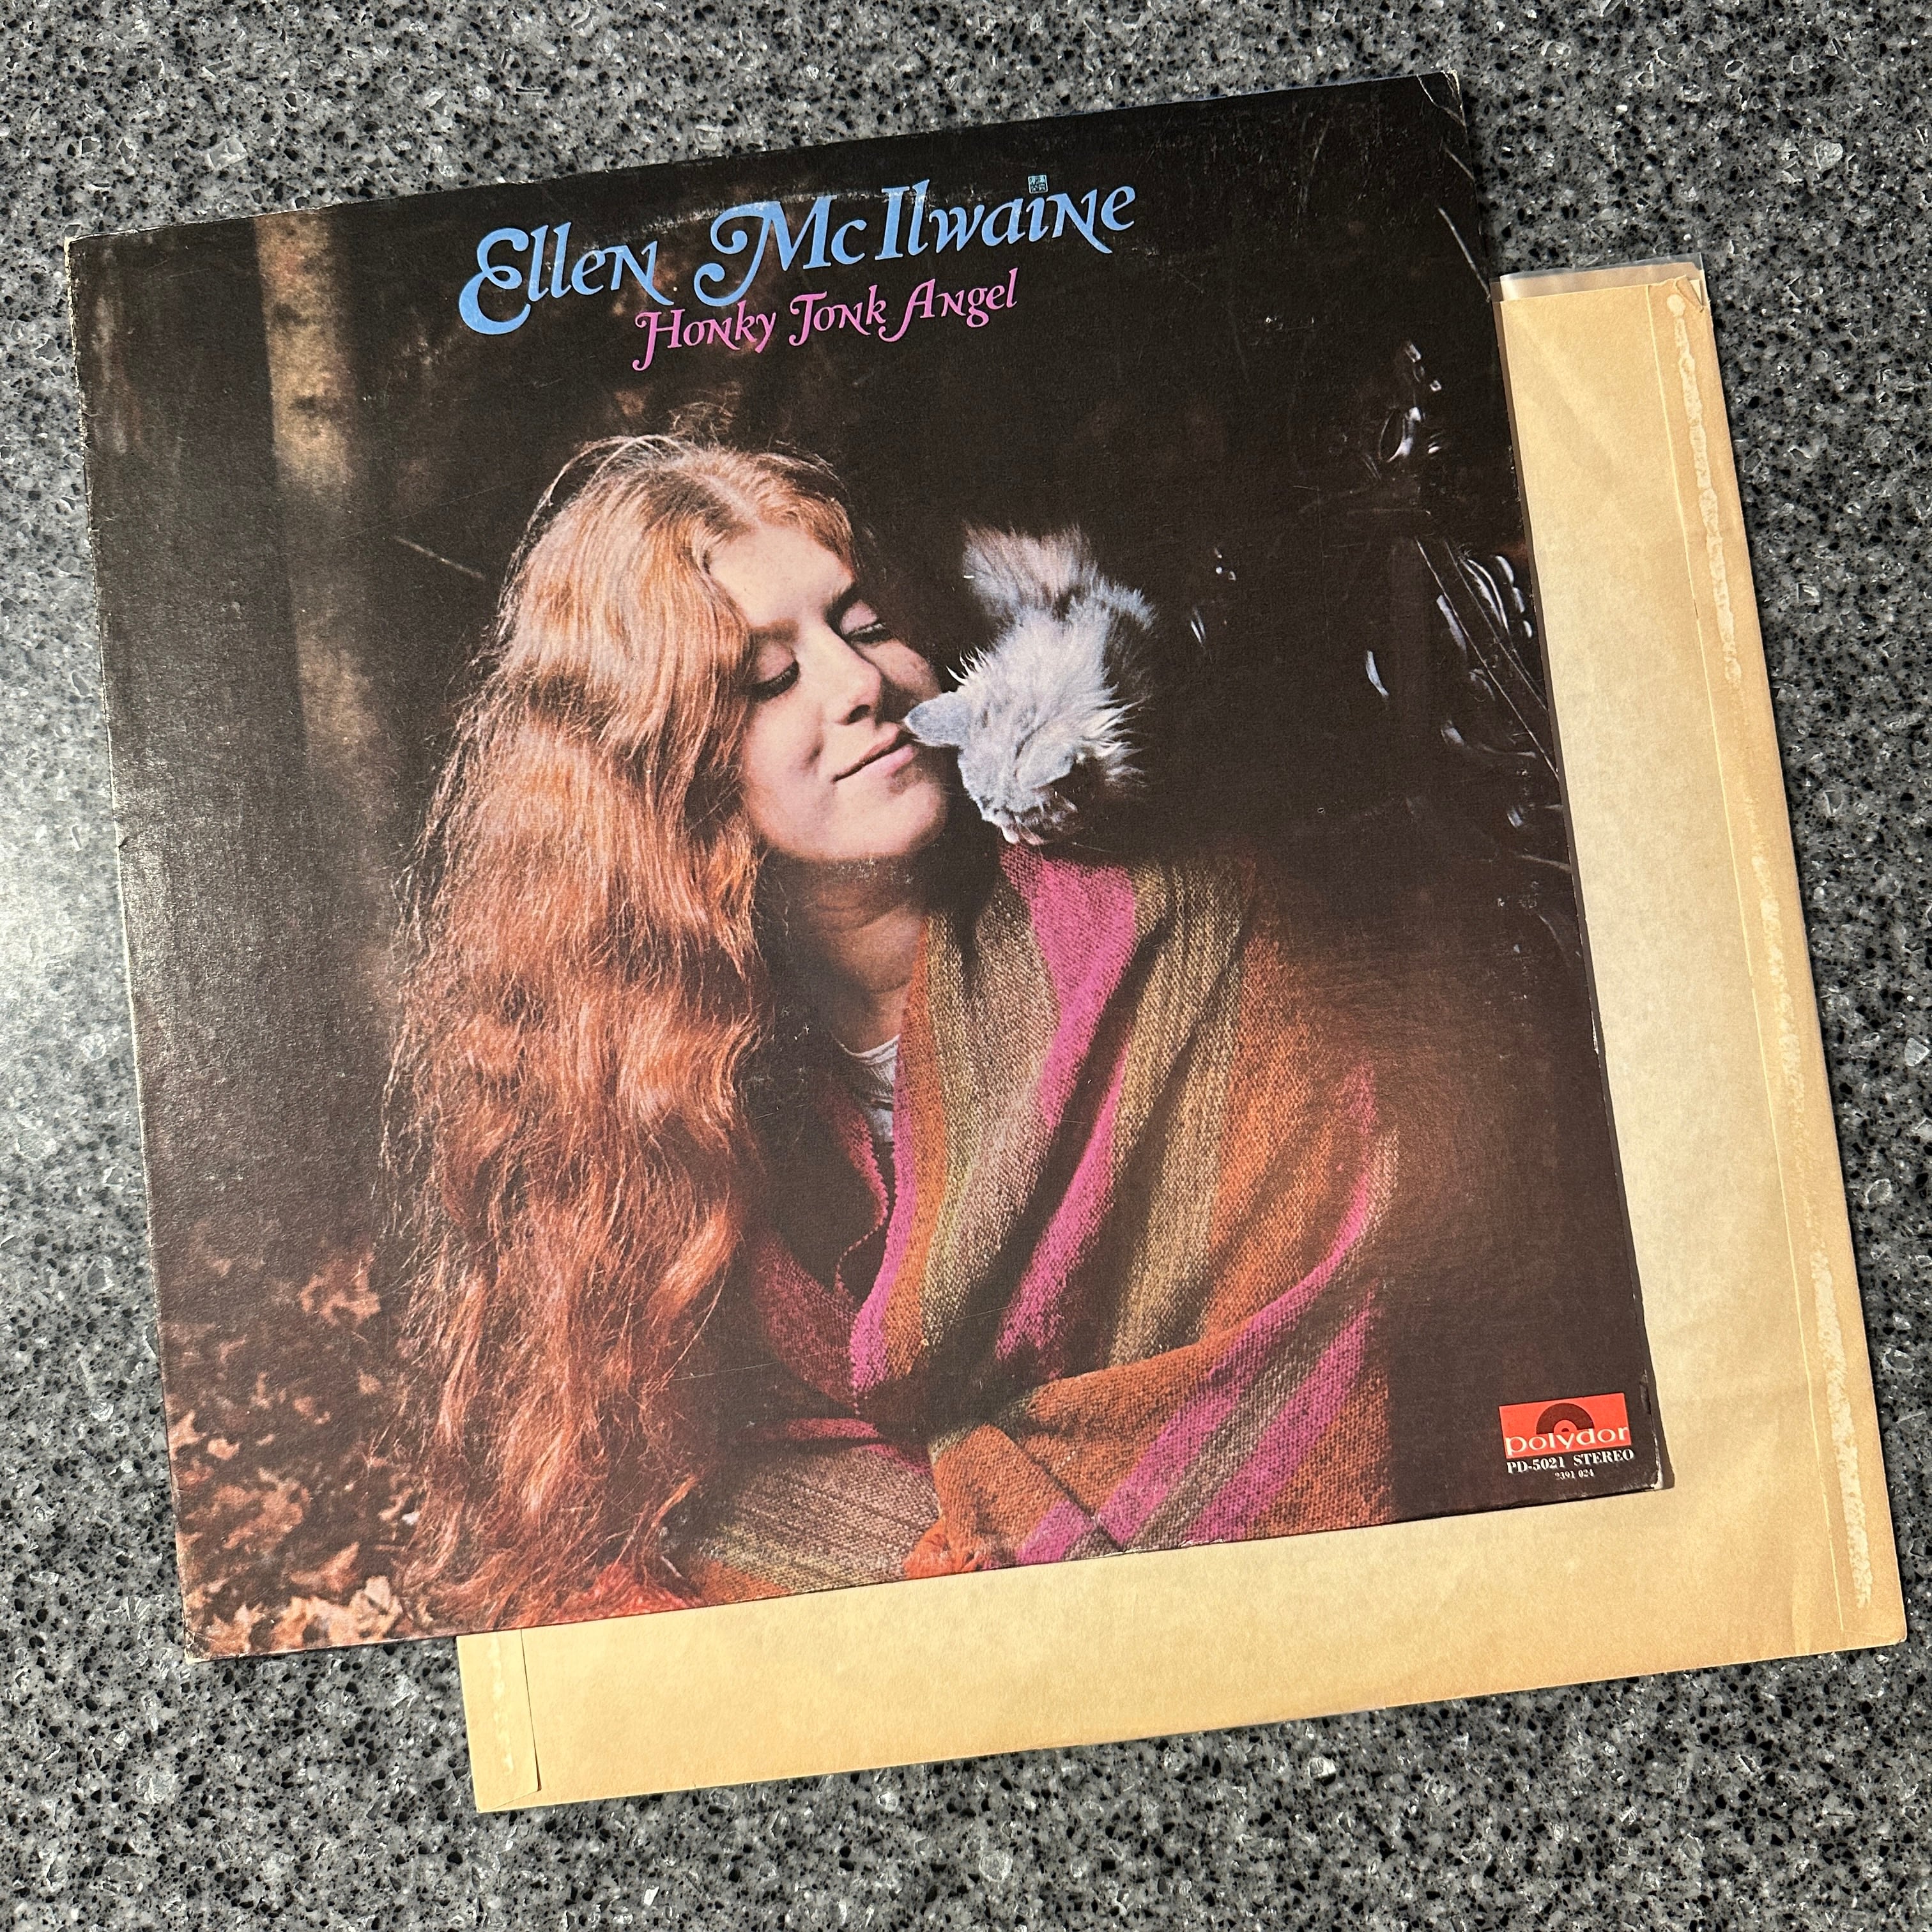 Ellen McIlwaine
Honky Tonk Angel
polydor
PD-5021 STEREO
2391 024